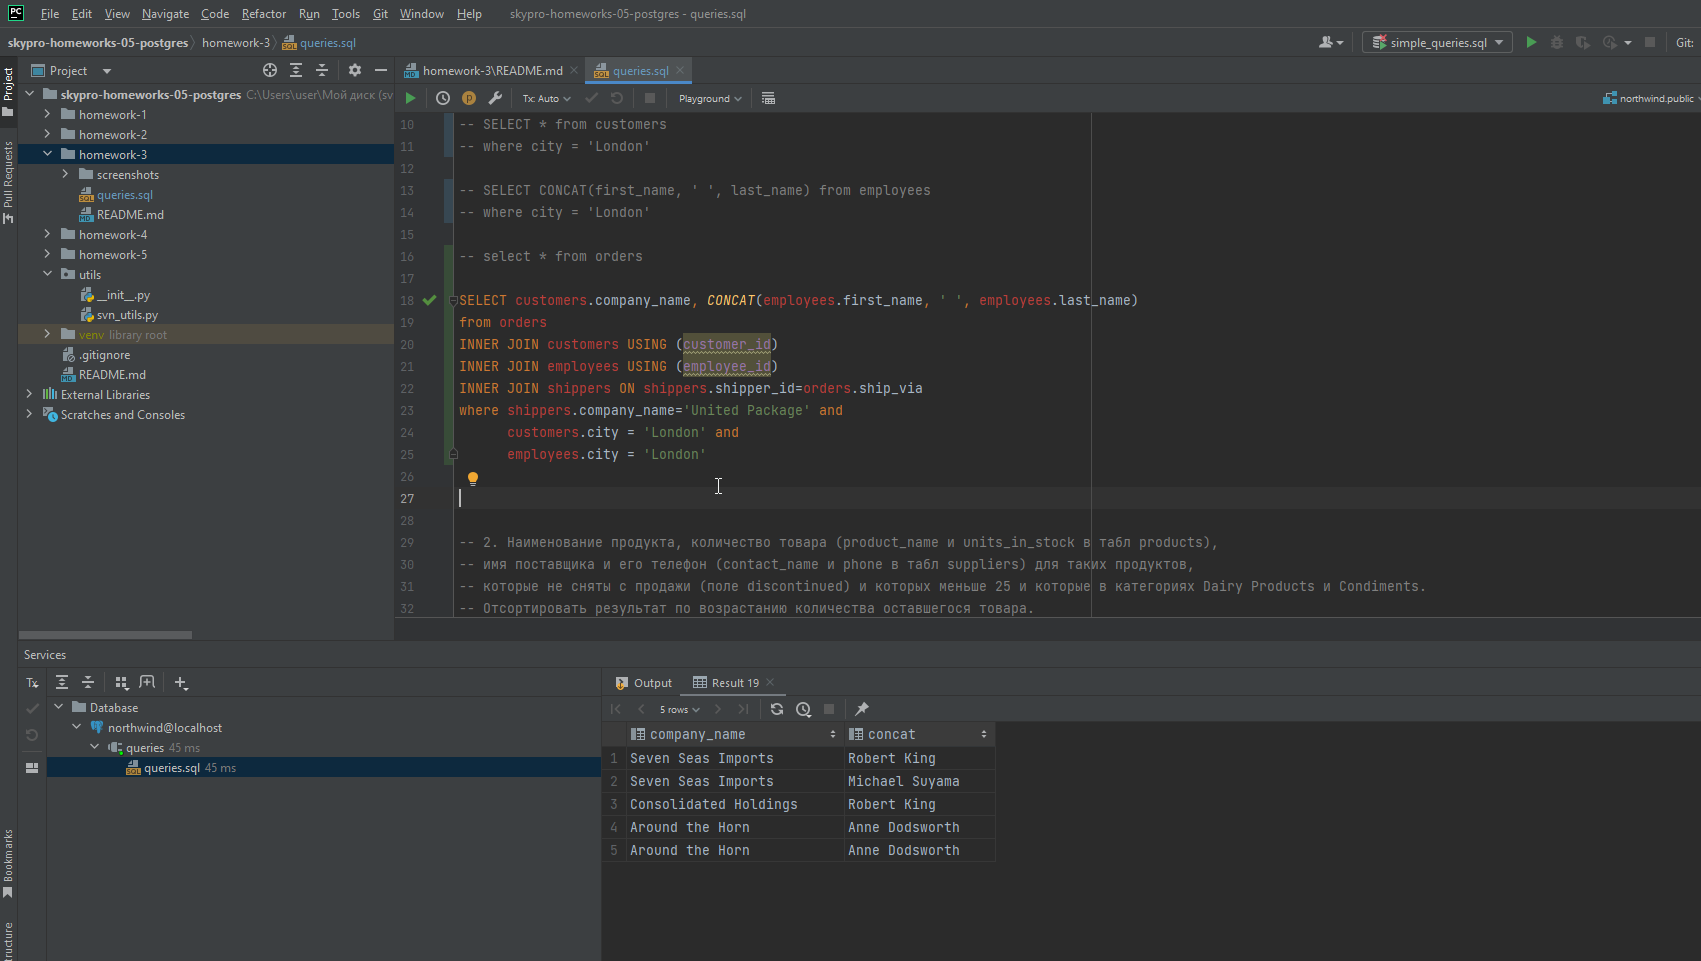 PC File Edit View Navigate Code Refactor Run Tools Git Window Help skypro-homeworks-05-postgres - queries.sql
skypro-homeworks-05-postgres homework-3 queries.sql simple_queries.sql Git:
Project homework-3\README.md queries.sql
Tx: Auto Playground northwind.public
Project
Pull Requests
Bookmarks
skypro-homeworks-05-postgres C:\Users\user\Мой диск (sv
homework-1
homework-2
homework-3
screenshots
queries.sql
README.md
homework-4
homework-5
utils
__init__.py
svn_utils.py
venv library root
.gitignore
README.md
External Libraries
Scratches and Consoles
10 -- SELECT * from customers
11 -- where city = 'London'
12
13 -- SELECT CONCAT(first_name, ' ', last_name) from employees
14 -- where city = 'London'
15
16 -- select * from orders
17
18 SELECT customers.company_name, CONCAT(employees.first_name, ' ', employees.last_name)
19 from orders
20 INNER JOIN customers USING (customer_id)
21 INNER JOIN employees USING (employee_id)
22 INNER JOIN shippers ON shippers.shipper_id=orders.ship_via
23 where shippers.company_name='United Package' and
24 customers.city = 'London' and
25 employees.city = 'London'
26
27
28
29 -- 2. Наименование продукта, количество товара (product_name и units_in_stock в табл products),
30 -- имя поставщика и его телефон (contact_name и phone в табл suppliers) для таких продуктов,
31 -- которые не сняты с продажи (поле discontinued) и которых меньше 25 и которые в категориях Dairy Products и Condiments.
32 -- Отсортировать результат по возрастанию количества оставшегося товара.
Services
Tx
Database
northwind@localhost
queries 45 ms
queries.sql 45 ms
Output Result 19
5 rows
company_name concat
1 Seven Seas Imports Robert King
2 Seven Seas Imports Michael Suyama
3 Consolidated Holdings Robert King
4 Around the Horn Anne Dodsworth
5 Around the Horn Anne Dodsworth